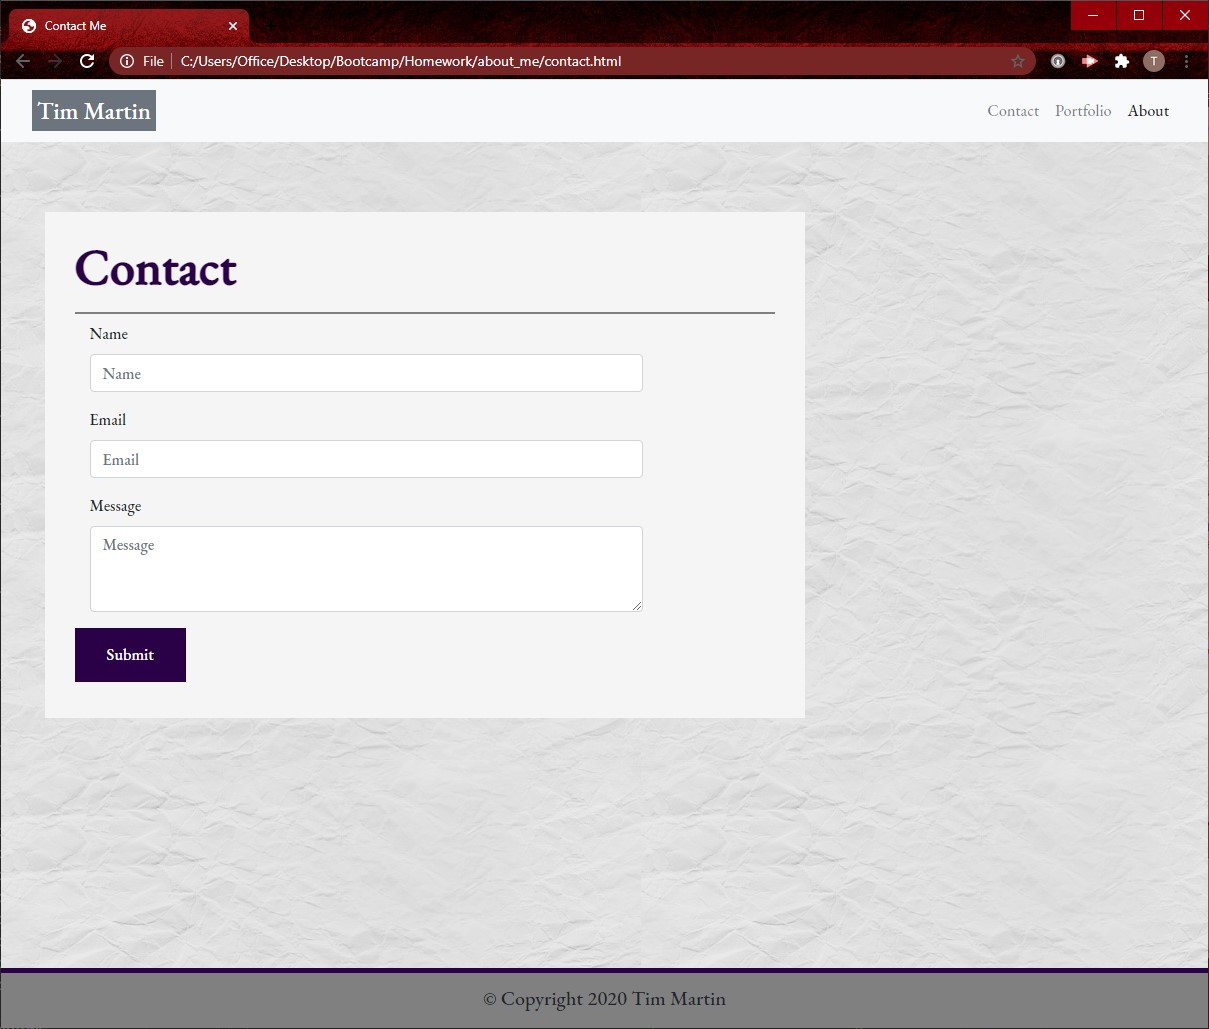 Contact Me
File C:/Users/Office/Desktop/Bootcamp/Homework/about_me/contact.html
T
Tim Martin
Contact Portfolio About
Contact
Name
Name
Email
Email
Message
Message
Submit
© Copyright 2020 Tim Martin